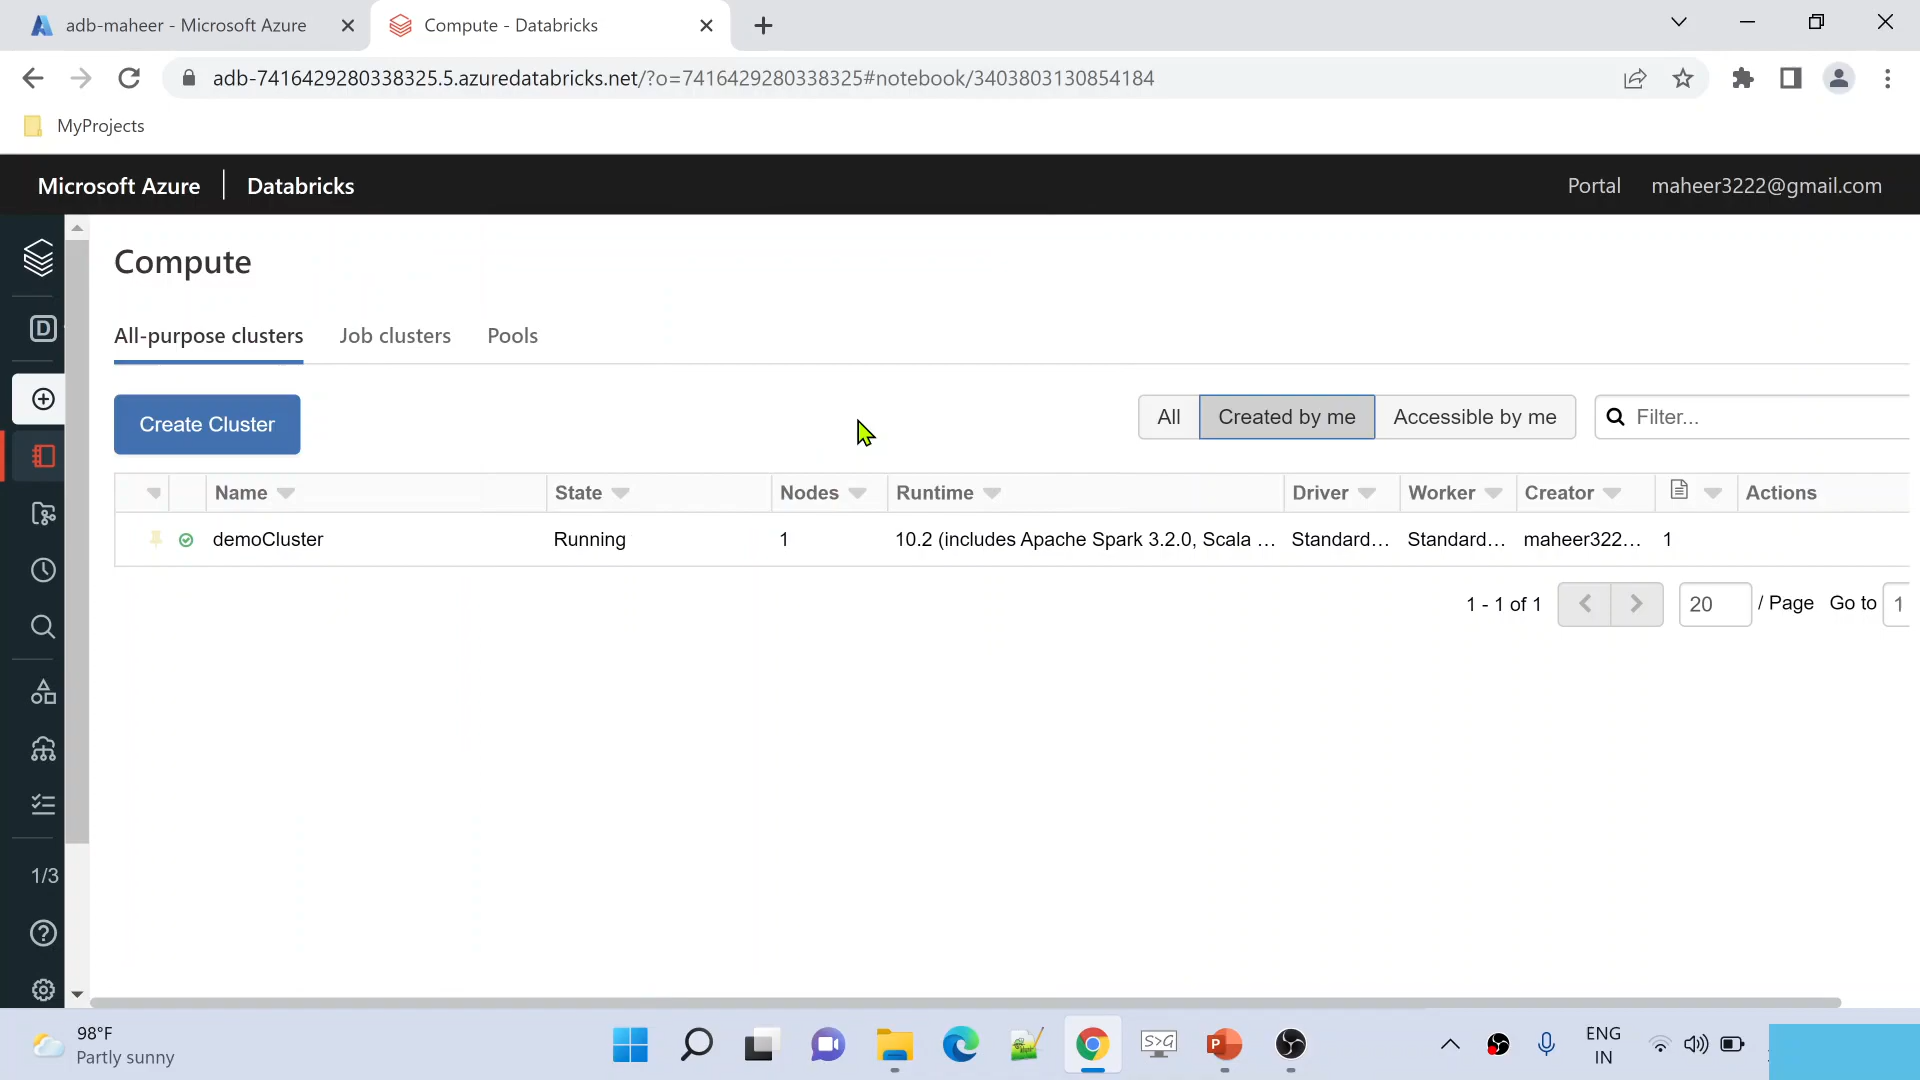 adb-maheer - Microsoft Azure
Compute - Databricks
adb-7416429280338325.5.azuredatabricks.net/?o=7416429280338325#notebook/3403803130854184
MyProjects
Microsoft Azure Databricks Portal maheer3222@gmail.com
Compute
All-purpose clusters Job clusters Pools
Create Cluster All Created by me Accessible by me Filter...
Name State Nodes Runtime Driver Worker Creator Actions
demoCluster Running 1 10.2 (includes Apache Spark 3.2.0, Scala ... Standard... Standard... maheer322... 1
1 - 1 of 1 20 / Page Go to 1
D
1/3
98°F
Partly sunny
S>G
P
ENG
IN